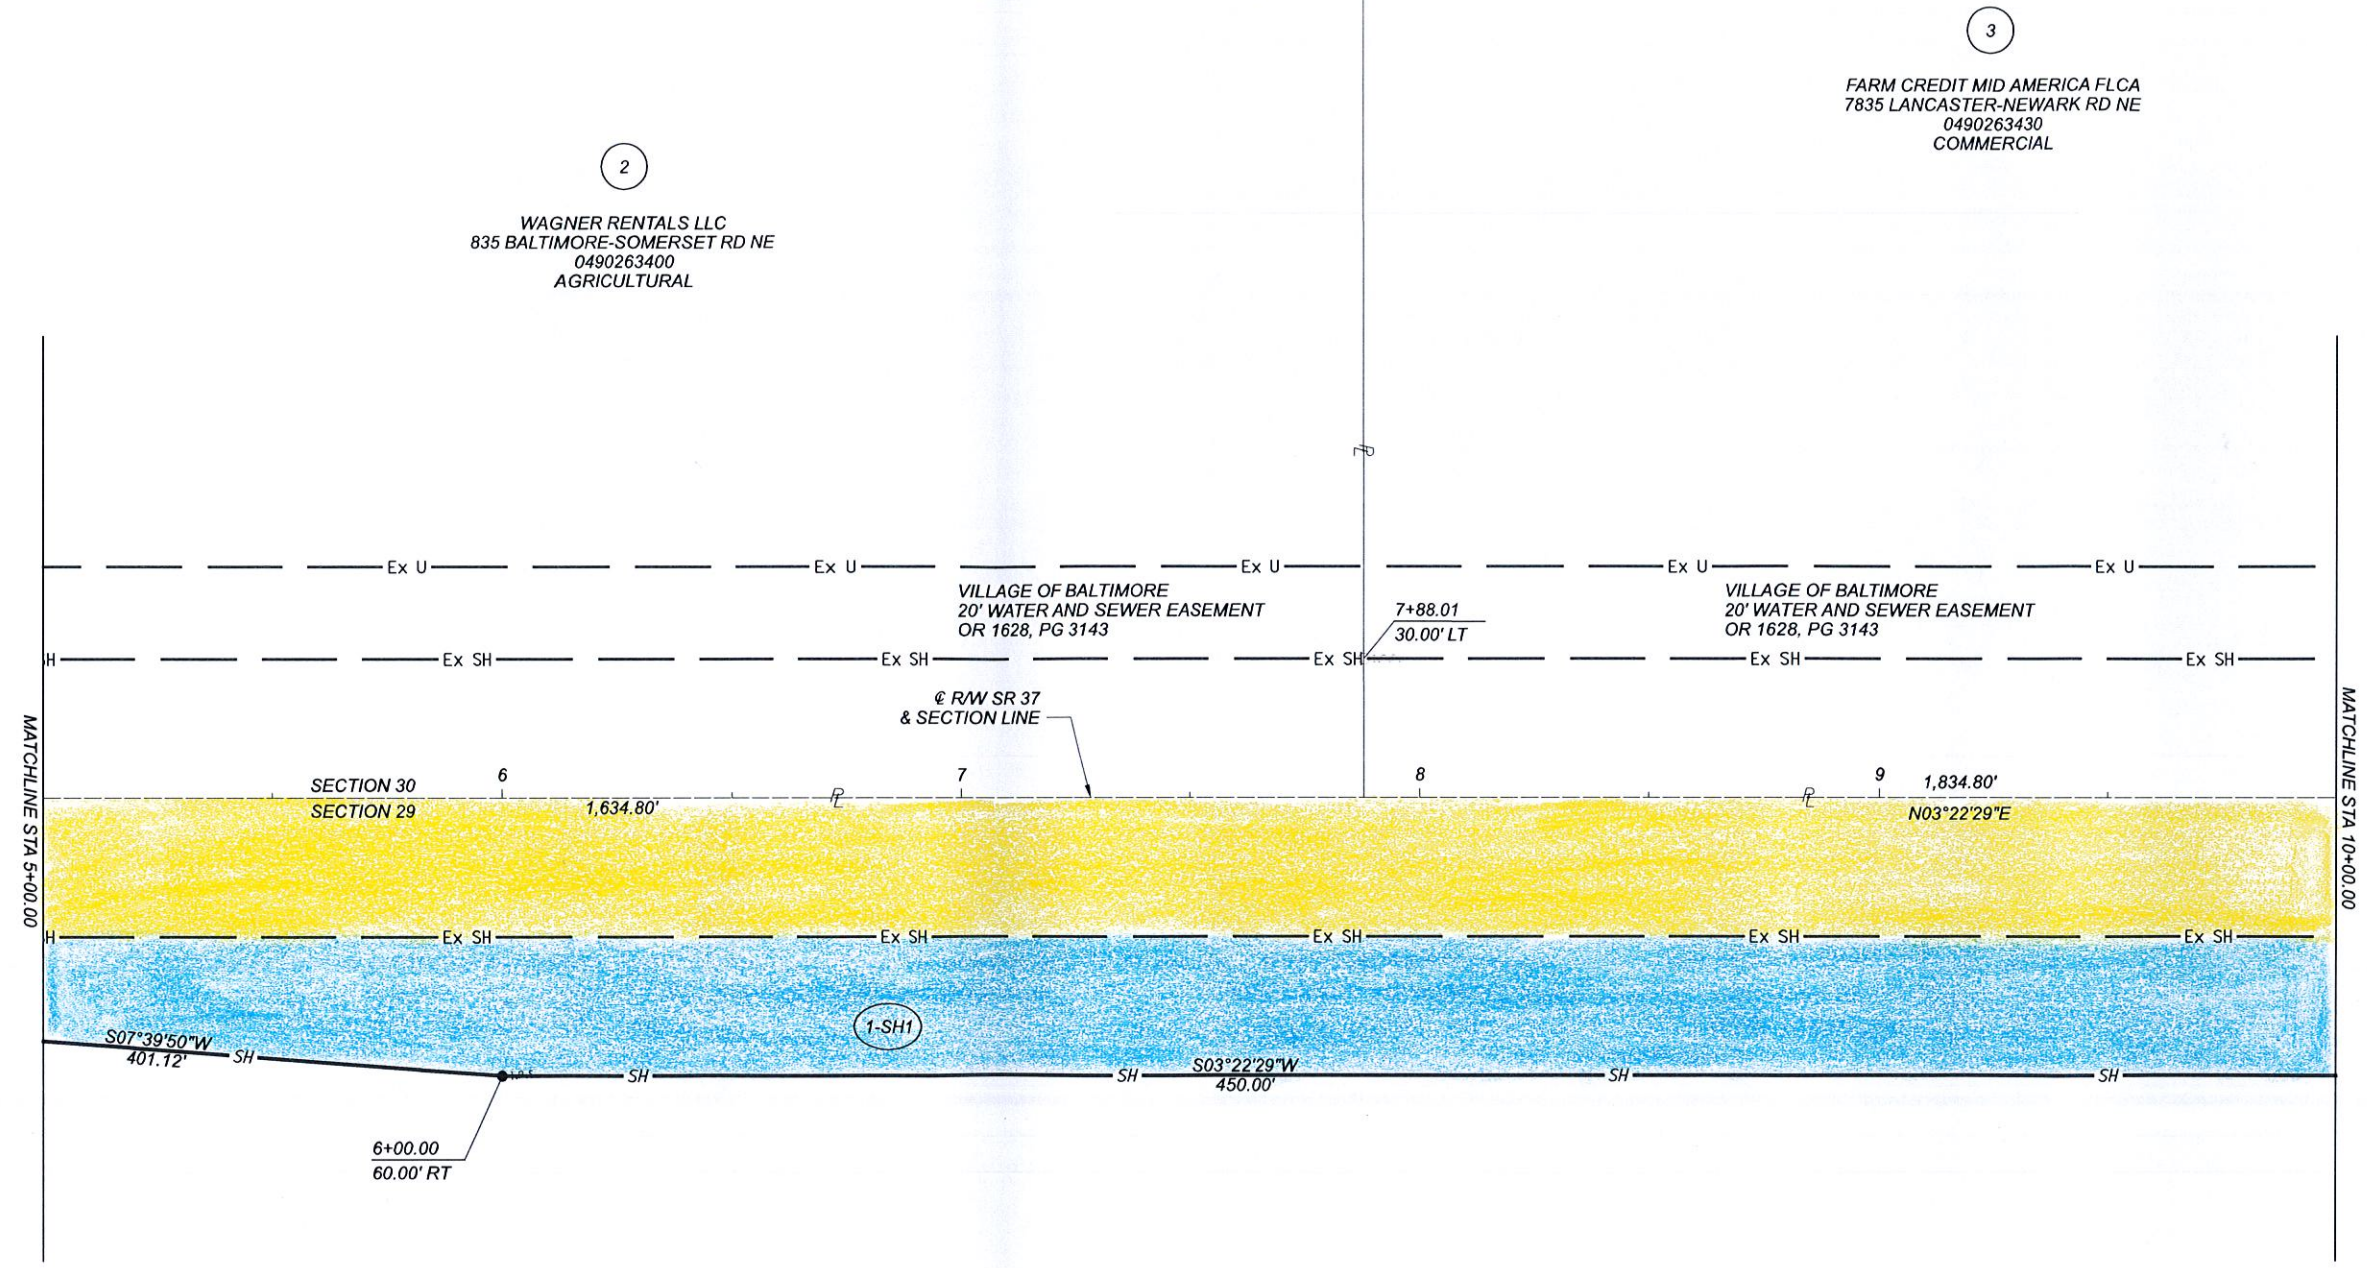 3
FARM CREDIT MID AMERICA FLCA
7835 LANCASTER-NEWARK RD NE
0490263430
COMMERCIAL
2
WAGNER RENTALS LLC
835 BALTIMORE-SOMERSET RD NE
0490263400
AGRICULTURAL
PL
Ex U
Ex U
Ex U
Ex U
Ex U
VILLAGE OF BALTIMORE
20' WATER AND SEWER EASEMENT
OR 1628, PG 3143
7+88.01
30.00' LT
VILLAGE OF BALTIMORE
20' WATER AND SEWER EASEMENT
OR 1628, PG 3143
H
Ex SH
Ex SH
Ex SH
Ex SH
Ex SH
℄ R/W SR 37
& SECTION LINE
MATCHLINE STA 5+00.00
MATCHLINE STA 10+00.00
SECTION 30
6
7
8
9
1,834.80'
SECTION 29
1,634.80'
PL
PL
N03°22'29"E
H
Ex SH
Ex SH
Ex SH
Ex SH
Ex SH
1-SH1
S07°39'50"W
401.12'
SH
SH
SH
S03°22'29"W
450.00'
SH
SH
6+00.00
60.00' RT